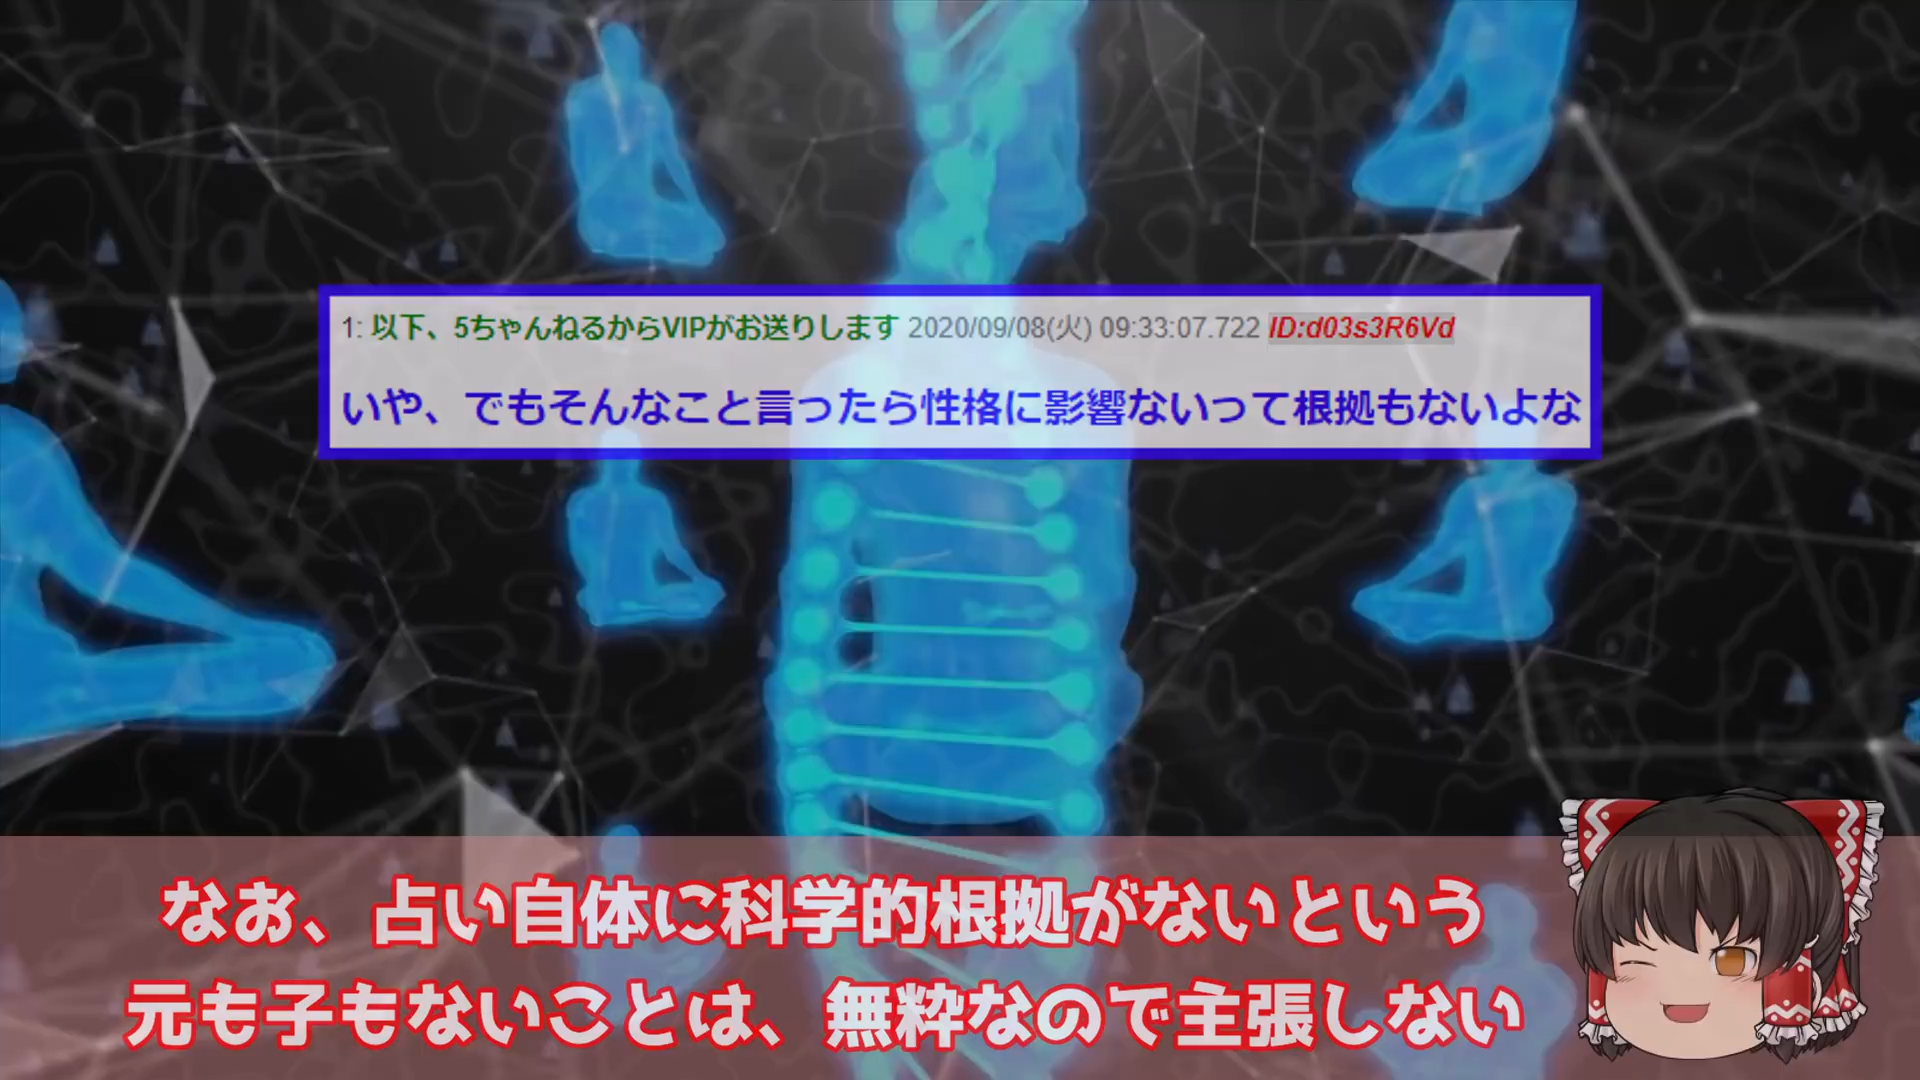 1: 以下、5ちゃんねるからVIPがお送りします 2020/09/08(火) 09:33:07.722 ID:d03s3R6Vd
いや、でもそんなこと言ったら性格に影響ないって根拠もないよな
なお、占い自体に科学的根拠がないという
元も子もないことは、無粋なので主張しない